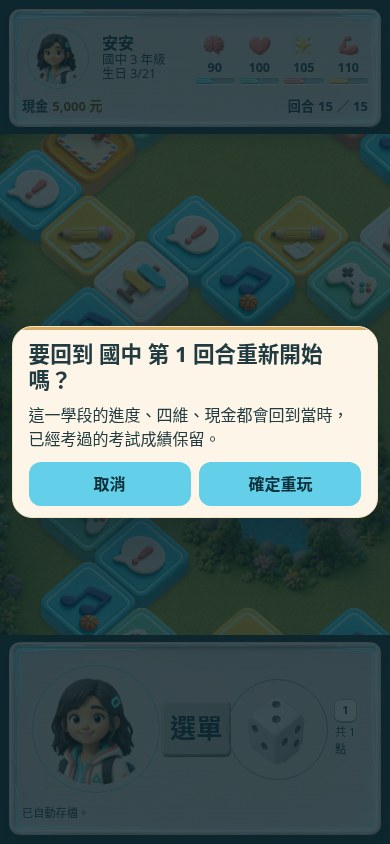 安安
國中 3 年級
生日 3/21
90
100
105
110
現金 5,000 元
回合 15 ／ 15
要回到 國中 第 1 回合重新開始
嗎？
這一學段的進度、四維、現金都會回到當時，
已經考過的考試成績保留。
取消
確定重玩
選單
1
共 1
點
已自動存檔。